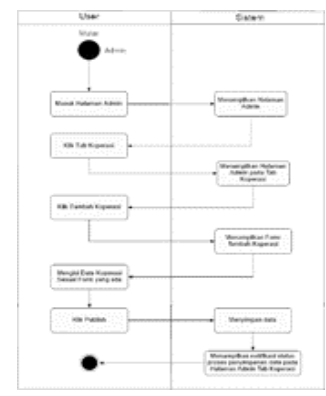 User
Sistem
Mulai
Admin
Masuk Halaman Admin
Menampilkan Halaman
Admin
Klik Tab Koperasi
Menampilkan Halaman
Admin pada Tab
Koperasi
Klik Tambah Koperasi
Menampilkan Form
Tambah Koperasi
Mengisi Data Koperasi
Sesuai Form yang ada
Klik Publish
Menyimpan data
Menampilkan notifikasi status
proses penyimpanan data pada
Halaman Admin Tab Koperasi